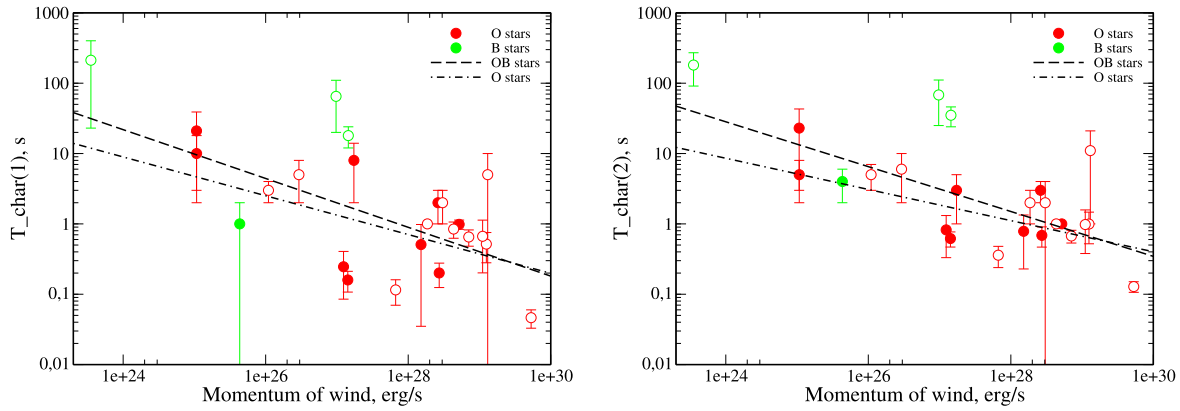 1000
100
10
1
0,1
0,01
T_char(1), s
O stars
B stars
OB stars
O stars
1e+24
1e+26
1e+28
1e+30
Momentum of wind, erg/s
1000
100
10
1
0,1
0,01
T_char(2), s
O stars
B stars
OB stars
O stars
1e+24
1e+26
1e+28
1e+30
Momentum of wind, erg/s